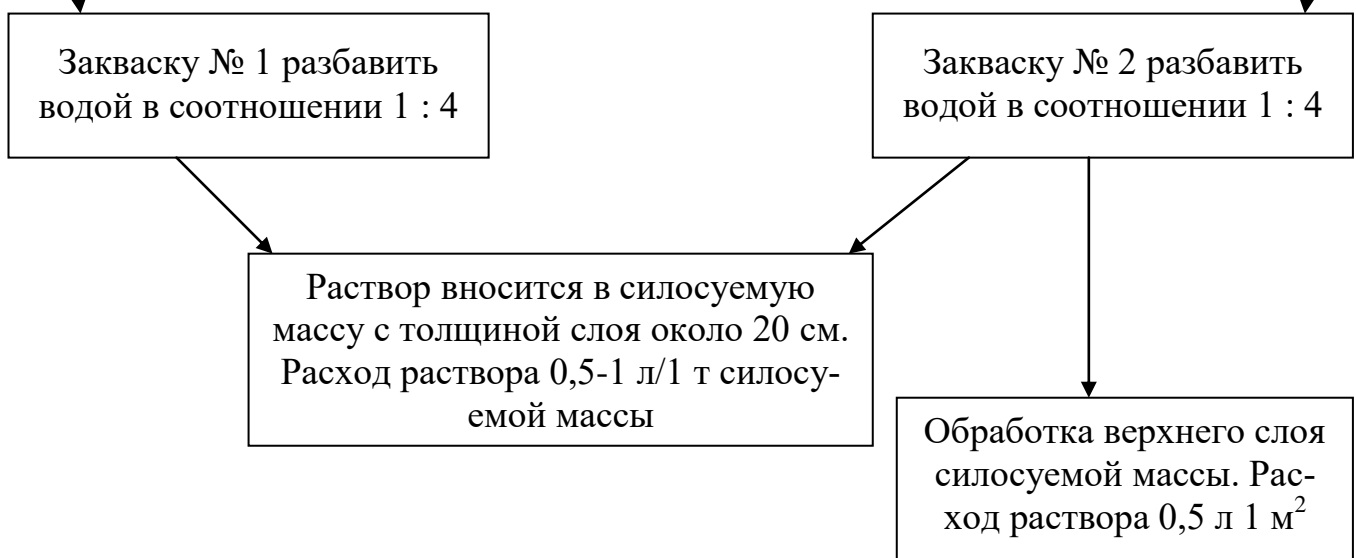 Закваску № 1 разбавить
водой в соотношении 1 : 4
Закваску № 2 разбавить
водой в соотношении 1 : 4
Раствор вносится в силосуемую
массу с толщиной слоя около 20 см.
Расход раствора 0,5-1 л/1 т силосу-
емой массы
Обработка верхнего слоя
силосуемой массы. Рас-
ход раствора 0,5 л 1 м²